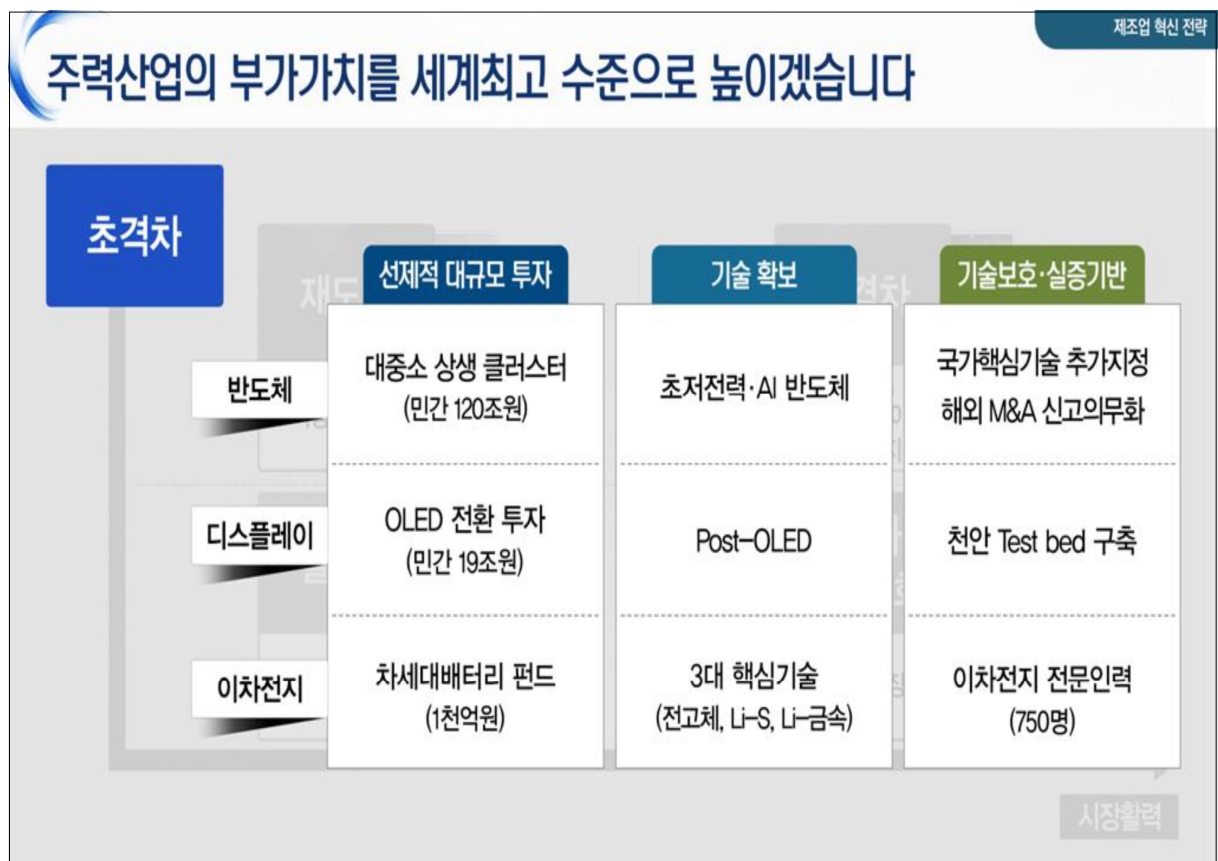 제조업 혁신 전략
주력산업의 부가가치를 세계최고 수준으로 높이겠습니다
초격차
선제적 대규모 투자
기술 확보
기술보호·실증기반
반도체
대중소 상생 클러스터
(민간 120조원)
초저전력·AI 반도체
국가핵심기술 추가지정
해외 M&A 신고의무화
디스플레이
OLED 전환 투자
(민간 19조원)
Post-OLED
천안 Test bed 구축
이차전지
차세대배터리 펀드
(1천억원)
3대 핵심기술
(전고체, Li-S, Li-금속)
이차전지 전문인력
(750명)
시장활력